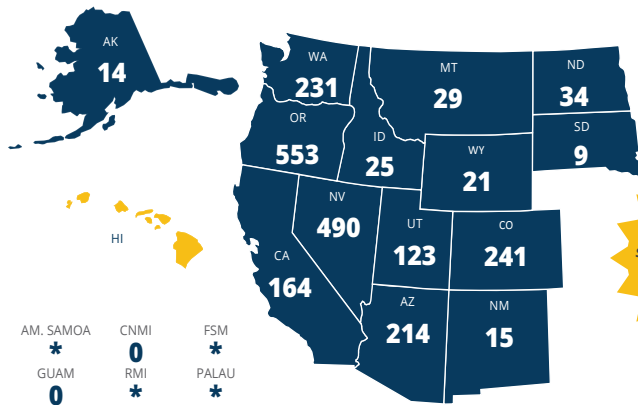 AK
14
WA
231
MT
29
ND
34
OR
553
ID
25
SD
9
WY
21
NV
490
UT
123
CO
241
HI
CA
164
AZ
214
NM
15
AM. SAMOA CNMI FSM
* 0 *
GUAM RMI PALAU
0 * *